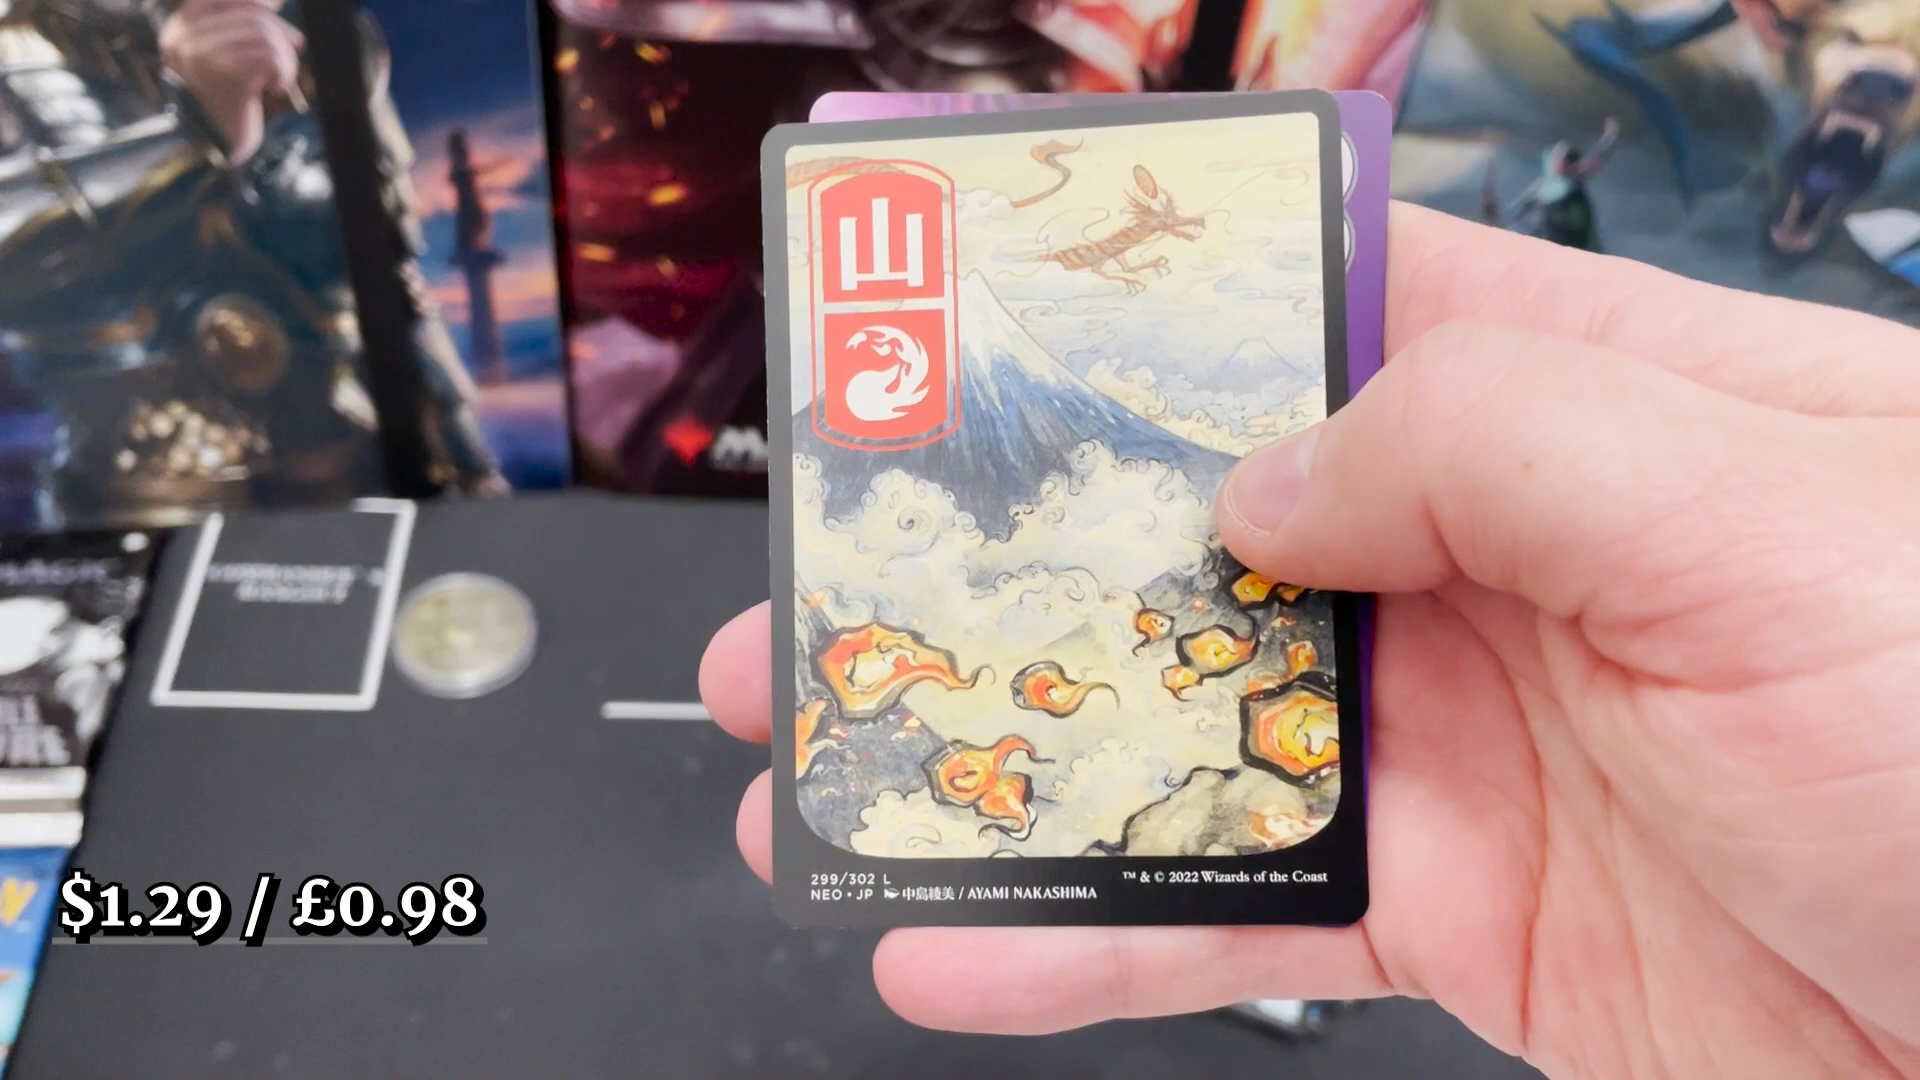 山
299/302 L
NEO • JP 中島綾美 / AYAMI NAKASHIMA
™ & © 2022 Wizards of the Coast
$1.29 / £0.98